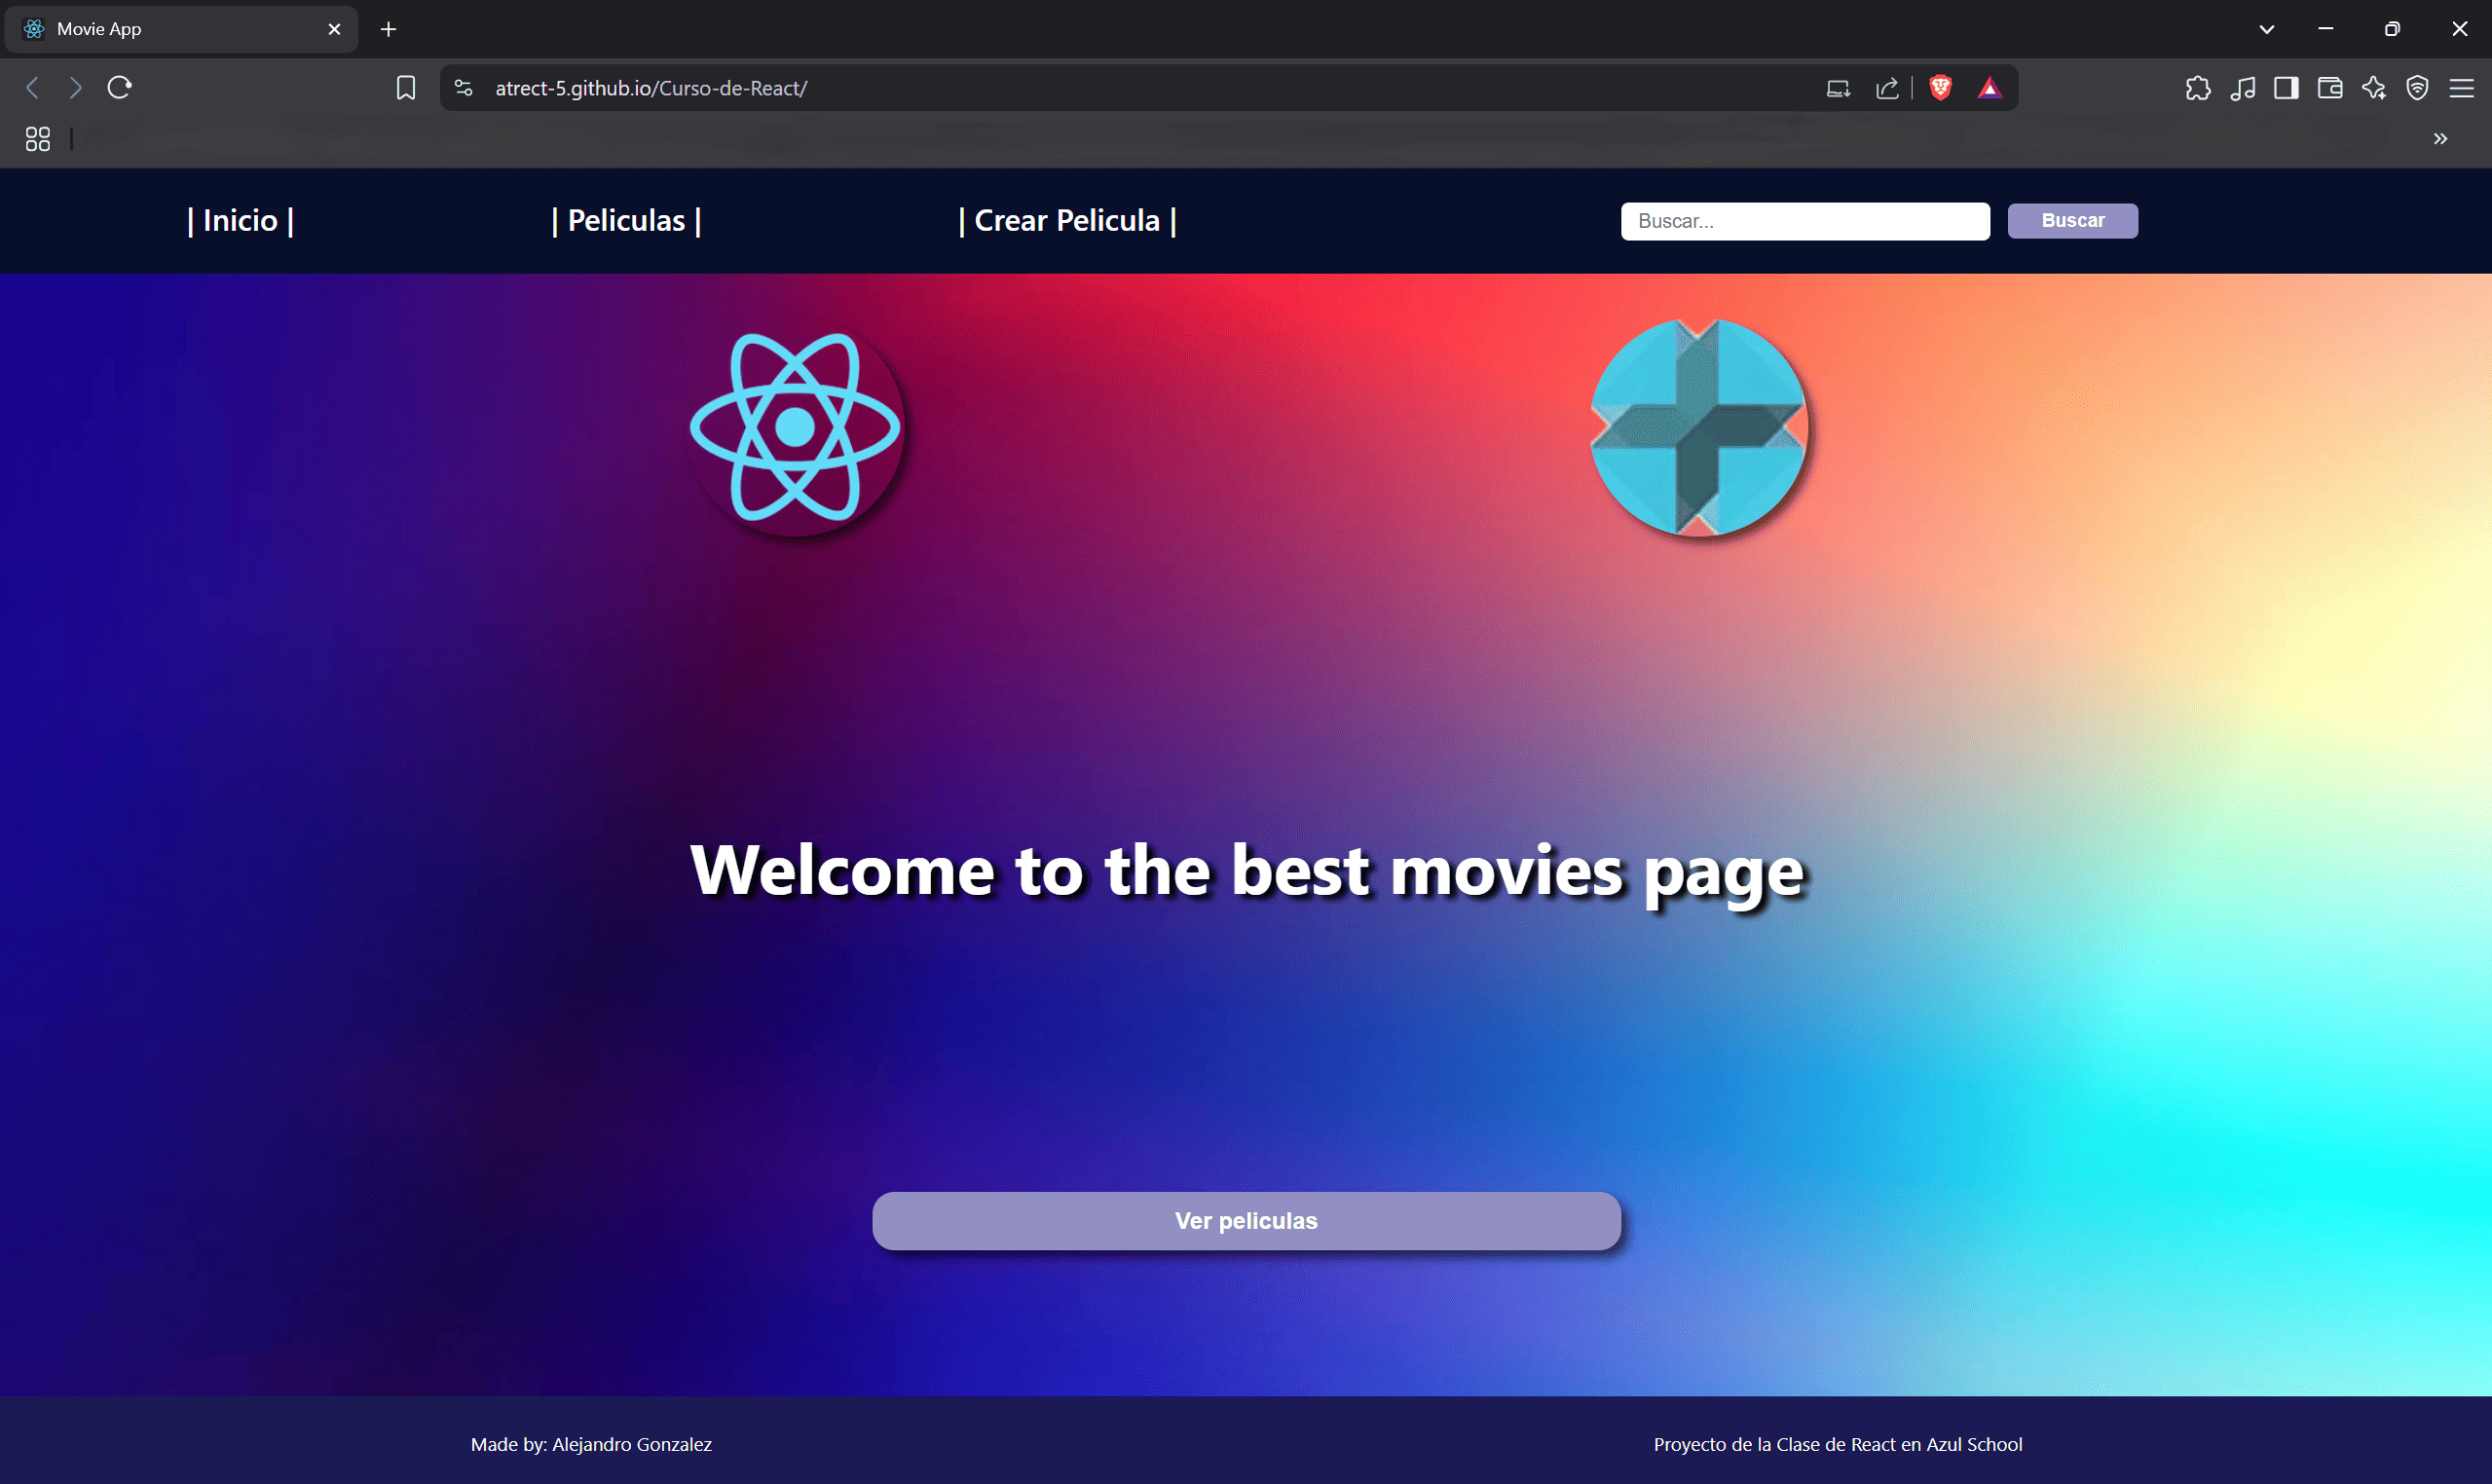 Movie App
atrect-5.github.io/Curso-de-React/
| Inicio |
| Peliculas |
| Crear Pelicula |
Buscar...
Buscar
Welcome to the best movies page
Ver peliculas
Made by: Alejandro Gonzalez
Proyecto de la Clase de React en Azul School